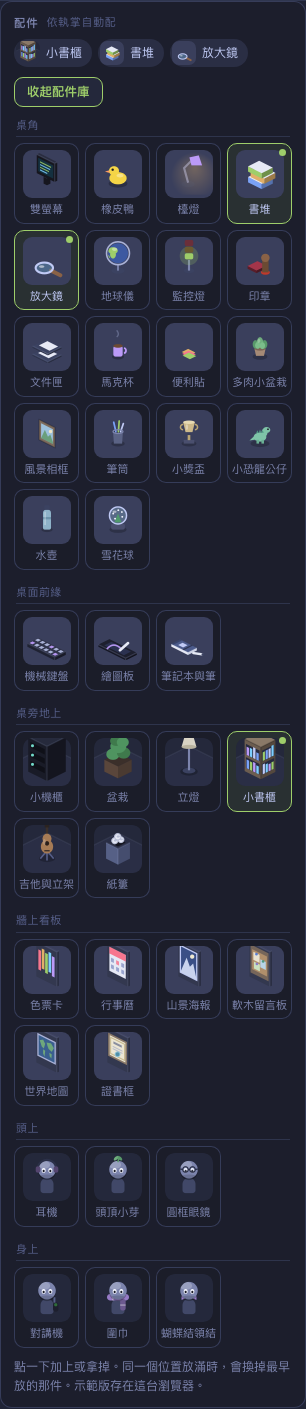 配件 依執掌自動配
小書櫃 書堆 放大鏡
收起配件庫
桌角
雙螢幕 橡皮鴨 檯燈 書堆
放大鏡 地球儀 監控燈 印章
文件匣 馬克杯 便利貼 多肉小盆栽
風景相框 筆筒 小獎盃 小恐龍公仔
水壺 雪花球
桌面前緣
機械鍵盤 繪圖板 筆記本與筆
桌旁地上
小機櫃 盆栽 立燈 小書櫃
吉他與立架 紙簍
牆上看板
色票卡 行事曆 山景海報 軟木留言板
世界地圖 證書框
頭上
耳機 頭頂小芽 圓框眼鏡
身上
對講機 圍巾 蝴蝶結領結
點一下加上或拿掉。同一個位置放滿時，會換掉最早
放的那件。示範版存在這台瀏覽器。